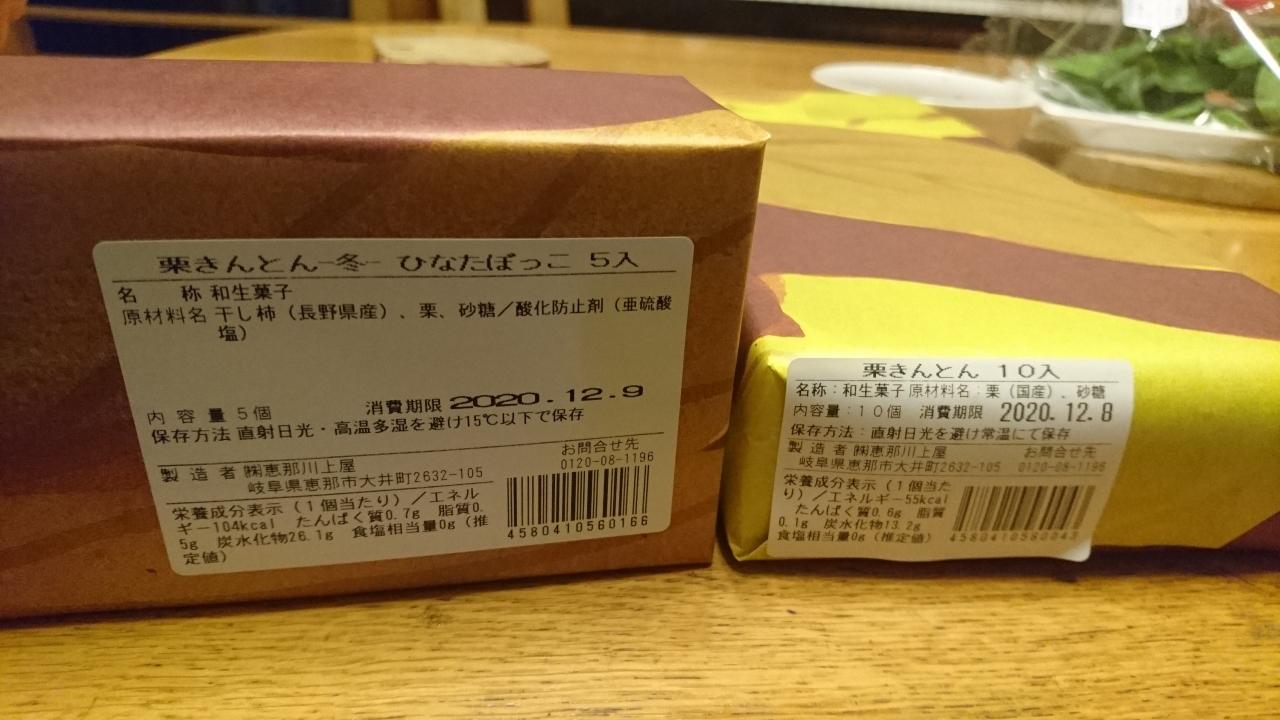 栗きんとん-冬- ひなたぼっこ 5入
名 称 和生菓子
原材料名 干し柿(長野県産)、栗、砂糖/酸化防止剤(亜硫酸
塩)
内 容 量 5個 消費期限 2020.12.9
保存方法 直射日光・高温多湿を避け15℃以下で保存
製 造 者 ㈱恵那川上屋 お問合せ先
岐阜県恵那市大井町2632-105 0120-08-1196
栄養成分表示(1個当たり)/エネル
ギー104kcal たんぱく質0.7g 脂質0.
5g 炭水化物26.1g 食塩相当量0g(推
定値)
4580410560166
栗きんとん 10入
名称:和生菓子 原材料名:栗(国産)、砂糖
内容量:10個 消費期限 2020.12.8
保存方法:直射日光を避け常温にて保存
製 造 者 ㈱恵那川上屋 お問合せ先
岐阜県恵那市大井町2632-105 0120-08-1196
栄養成分表示(1個当た
り)/エネルギー55kcal
たんぱく質0.6g 脂質
0.1g 炭水化物13.2g
食塩相当量0g(推定値)
4580410580043